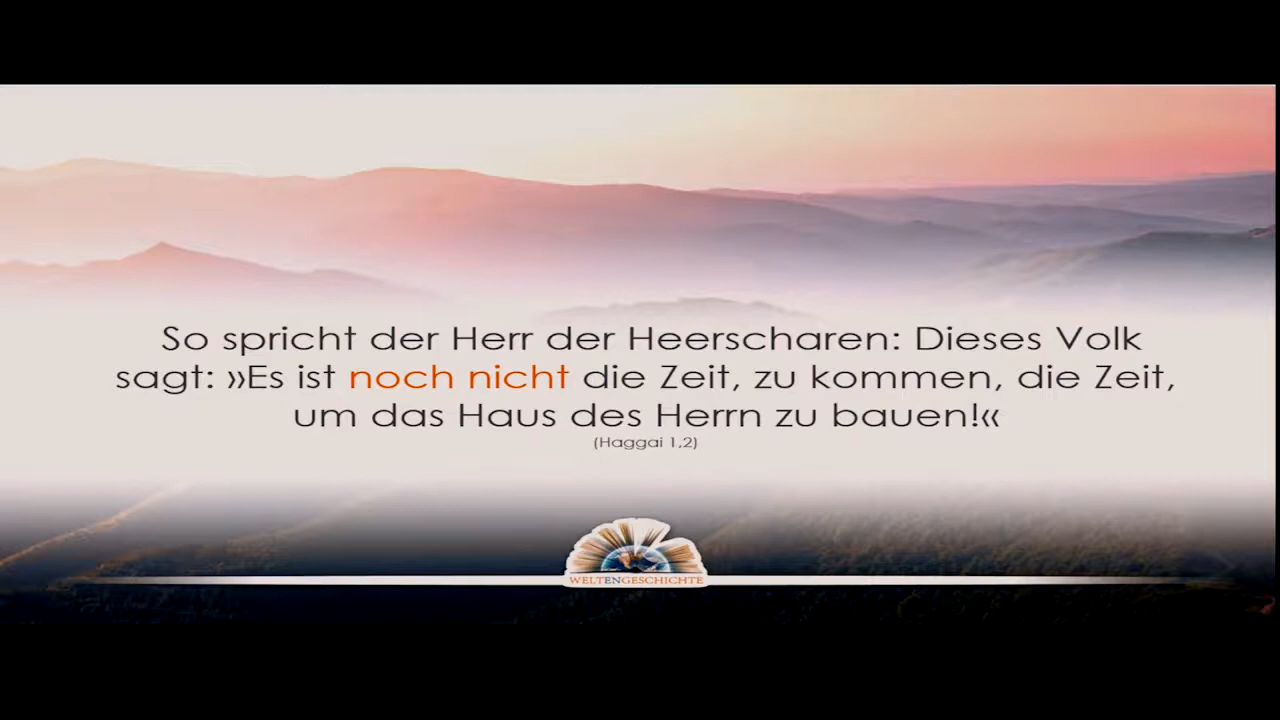 So spricht der Herr der Heerscharen: Dieses Volk
sagt: »Es ist noch nicht die Zeit, zu kommen, die Zeit,
um das Haus des Herrn zu bauen!«
(Haggai 1,2)
WELTENGESCHICHTE